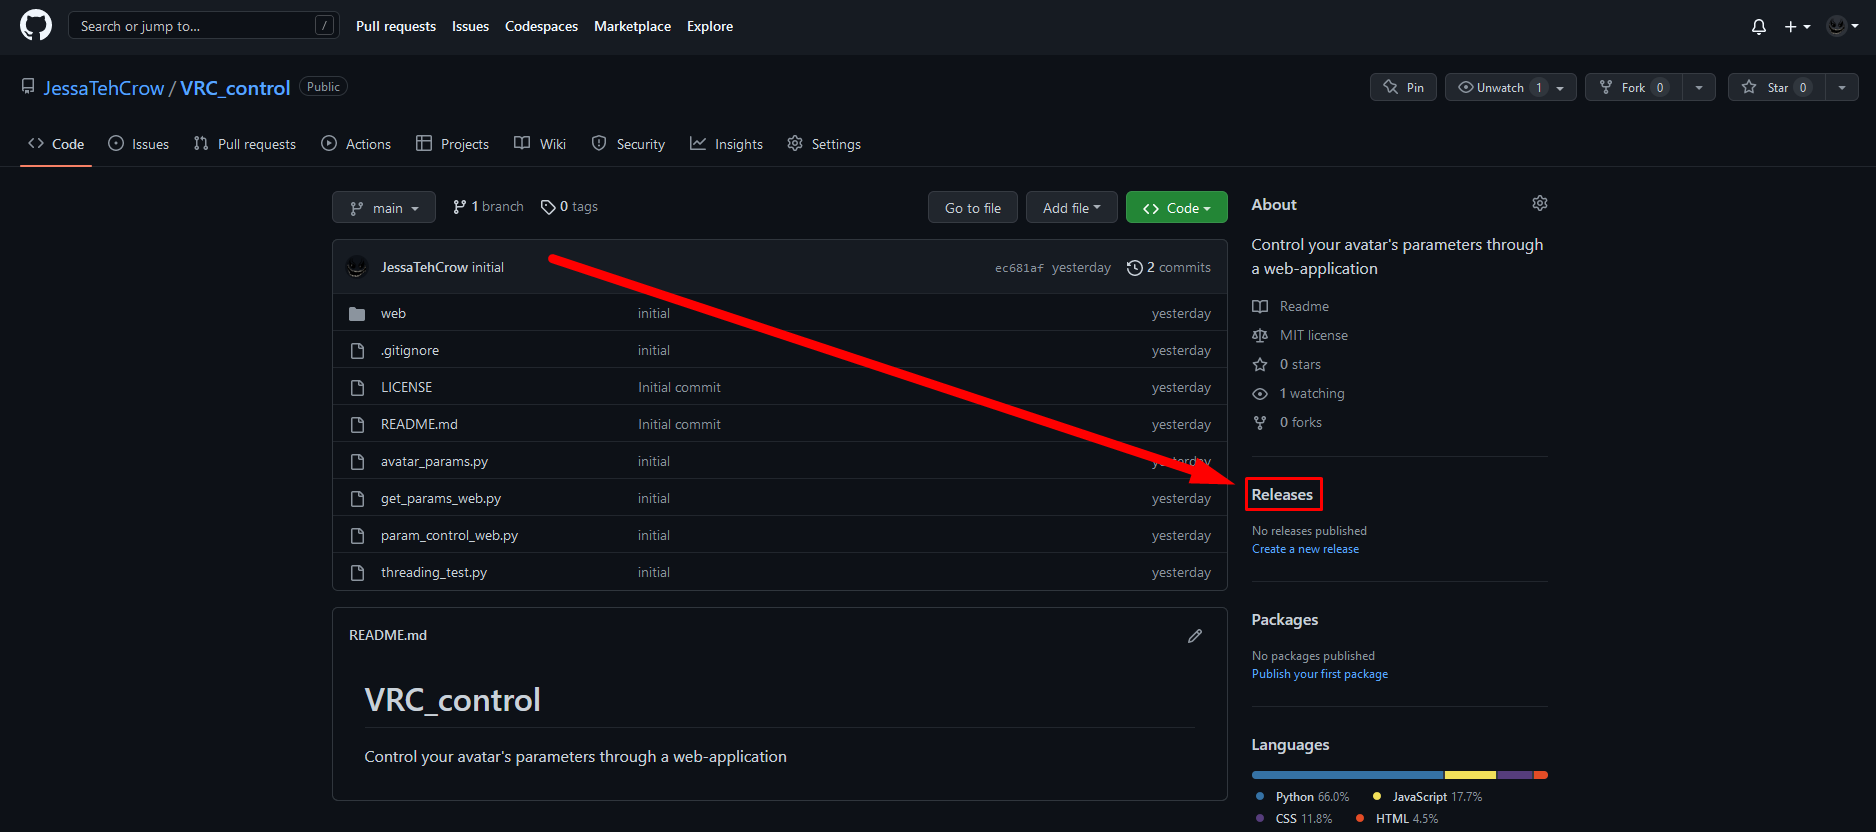 Search or jump to... /
Pull requests Issues Codespaces Marketplace Explore
JessaTehCrow / VRC_control Public
Pin Unwatch 1 Fork 0 Star 0
Code Issues Pull requests Actions Projects Wiki Security Insights Settings
main 1 branch 0 tags Go to file Add file Code
JessaTehCrow initial ec681af yesterday 2 commits
web initial yesterday
.gitignore initial yesterday
LICENSE Initial commit yesterday
README.md Initial commit yesterday
avatar_params.py initial yesterday
get_params_web.py initial yesterday
param_control_web.py initial yesterday
threading_test.py initial yesterday
README.md
VRC_control
Control your avatar's parameters through a web-application
About
Control your avatar's parameters through
a web-application
Readme
MIT license
0 stars
1 watching
0 forks
Releases
No releases published
Create a new release
Packages
No packages published
Publish your first package
Languages
Python 66.0% JavaScript 17.7%
CSS 11.8% HTML 4.5%